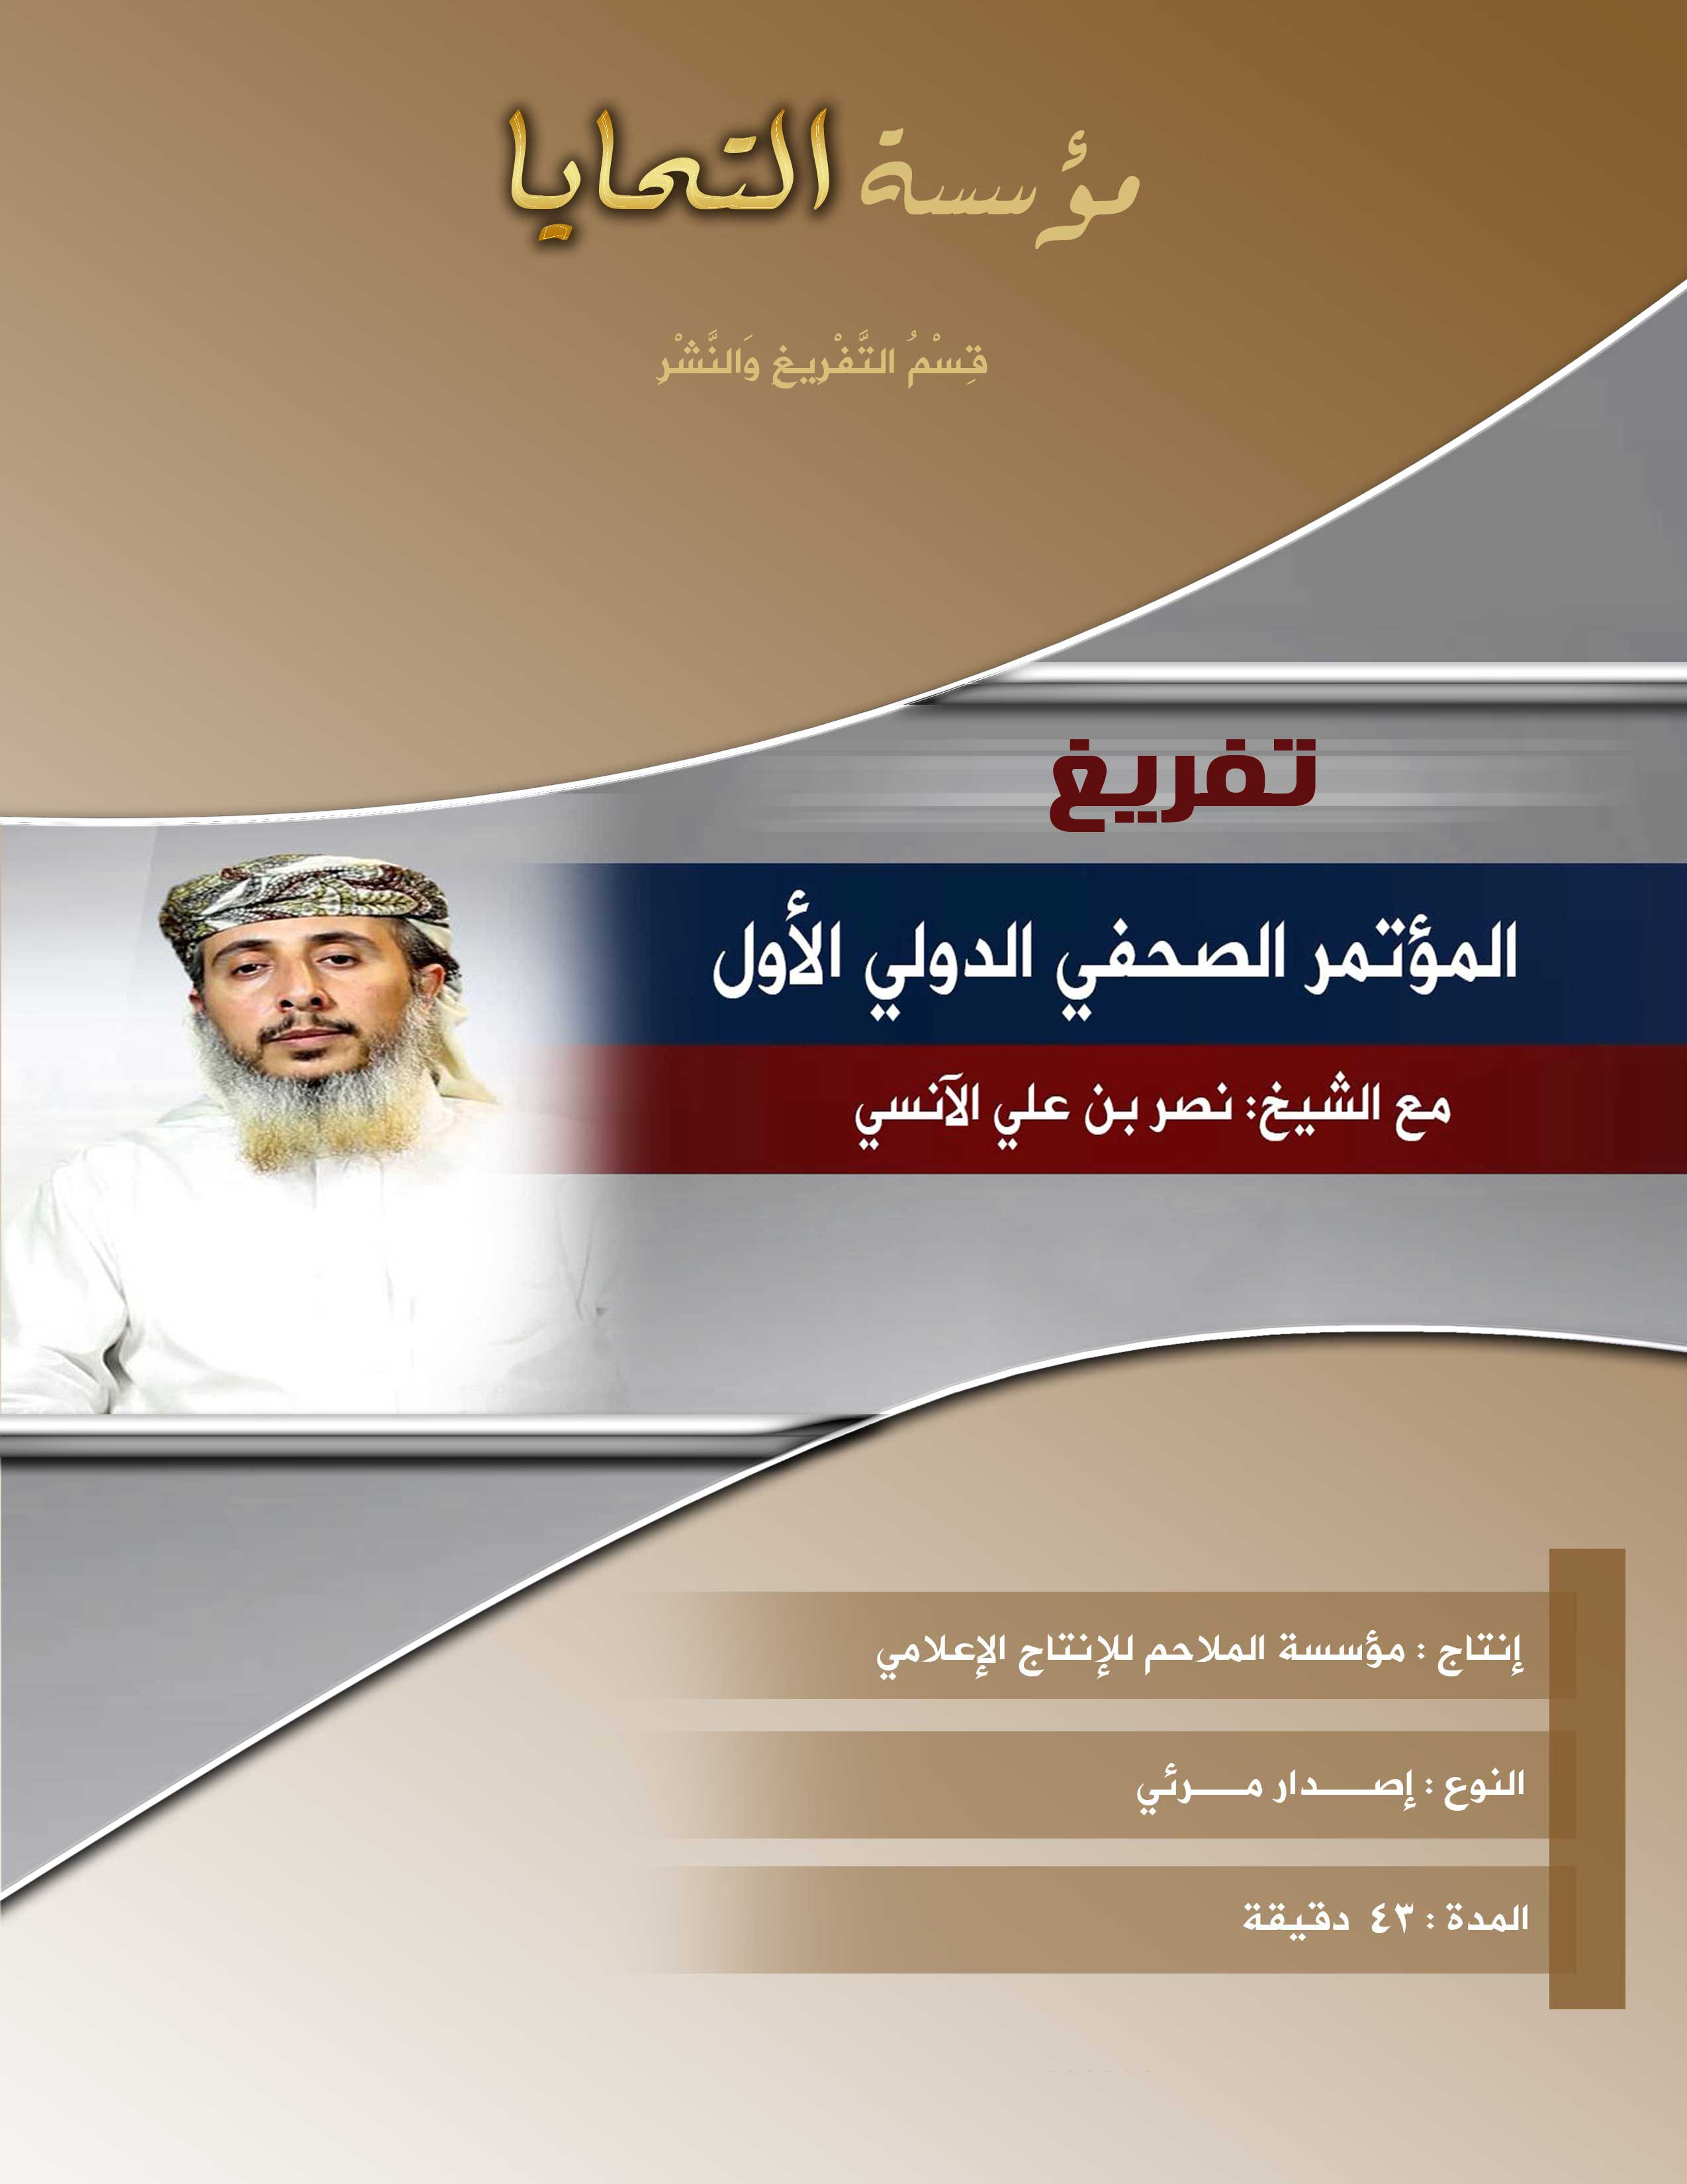 مؤسسة التحايا
قِسْمُ التَّفْرِيغِ وَالنَّشْرِ
تفريغ
المؤتمر الصحفي الدولي الأول
مع الشيخ: نصر بن علي الآنسي
إنتاج : مؤسسة الملاحم للإنتاج الإعلامي
النوع : إصـــدار مـــرئي
المدة : ٤٣ دقيقة